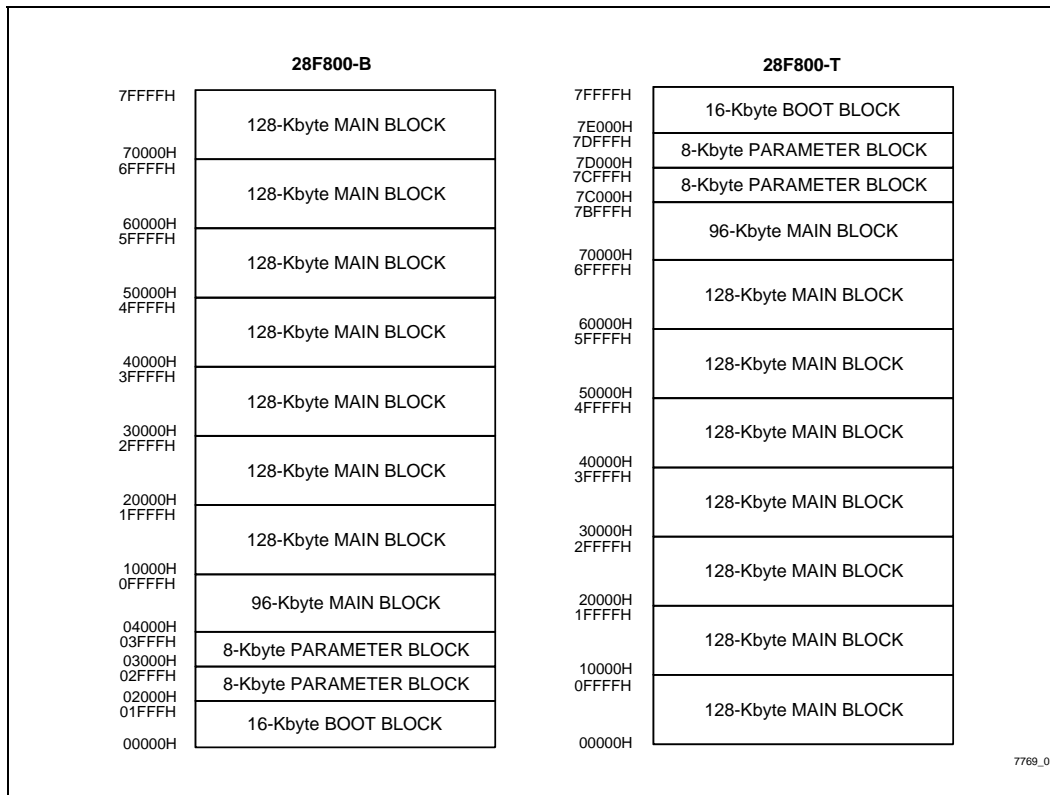 28F800-B
7FFFFH
128-Kbyte MAIN BLOCK
70000H
6FFFFH
128-Kbyte MAIN BLOCK
60000H
5FFFFH
128-Kbyte MAIN BLOCK
50000H
4FFFFH
128-Kbyte MAIN BLOCK
40000H
3FFFFH
128-Kbyte MAIN BLOCK
30000H
2FFFFH
128-Kbyte MAIN BLOCK
20000H
1FFFFH
128-Kbyte MAIN BLOCK
10000H
0FFFFH
96-Kbyte MAIN BLOCK
04000H
03FFFH
8-Kbyte PARAMETER BLOCK
03000H
02FFFH
8-Kbyte PARAMETER BLOCK
02000H
01FFFH
16-Kbyte BOOT BLOCK
00000H
28F800-T
7FFFFH
16-Kbyte BOOT BLOCK
7E000H
7DFFFH
8-Kbyte PARAMETER BLOCK
7D000H
7CFFFH
8-Kbyte PARAMETER BLOCK
7C000H
7BFFFH
96-Kbyte MAIN BLOCK
70000H
6FFFFH
128-Kbyte MAIN BLOCK
60000H
5FFFFH
128-Kbyte MAIN BLOCK
50000H
4FFFFH
128-Kbyte MAIN BLOCK
40000H
3FFFFH
128-Kbyte MAIN BLOCK
30000H
2FFFFH
128-Kbyte MAIN BLOCK
20000H
1FFFFH
128-Kbyte MAIN BLOCK
10000H
0FFFFH
128-Kbyte MAIN BLOCK
00000H
7769_0